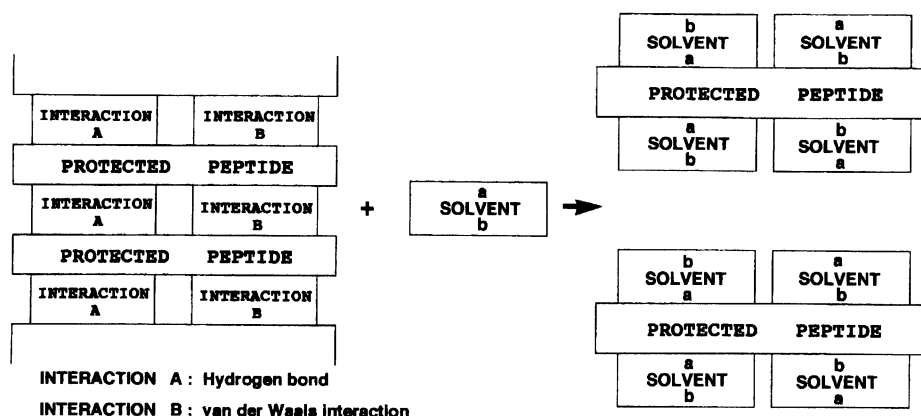 INTERACTION
A
INTERACTION
B
PROTECTED PEPTIDE
INTERACTION
A
INTERACTION
B
PROTECTED PEPTIDE
INTERACTION
A
INTERACTION
B
INTERACTION A : Hydrogen bond
INTERACTION B : van der Waals interaction
+
a
SOLVENT
b
b
SOLVENT
a
a
SOLVENT
b
PROTECTED PEPTIDE
a
SOLVENT
b
b
SOLVENT
a
b
SOLVENT
a
a
SOLVENT
b
PROTECTED PEPTIDE
a
SOLVENT
b
b
SOLVENT
a